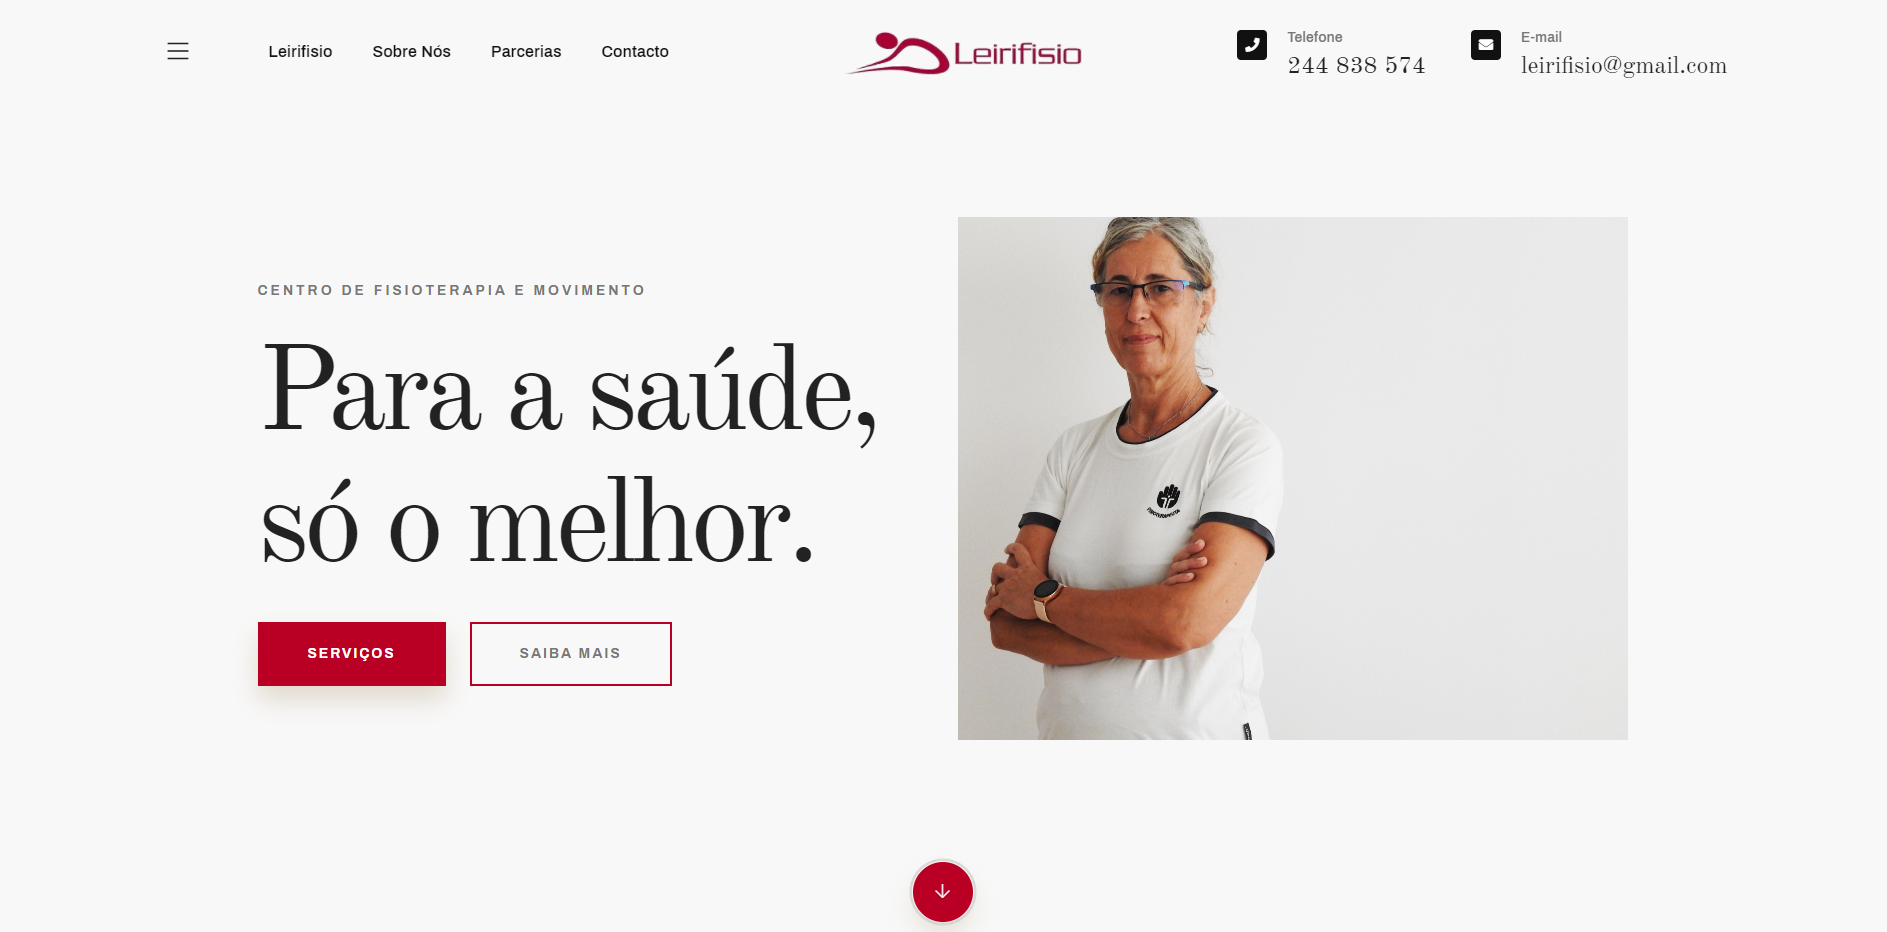 Leirifisio
Sobre Nós
Parcerias
Contacto
Leirifisio
Telefone
244 838 574
E-mail
leirifisio@gmail.com
CENTRO DE FISIOTERAPIA E MOVIMENTO
Para a saúde,
só o melhor.
SERVIÇOS
SAIBA MAIS
FISIOTERAPEUTA